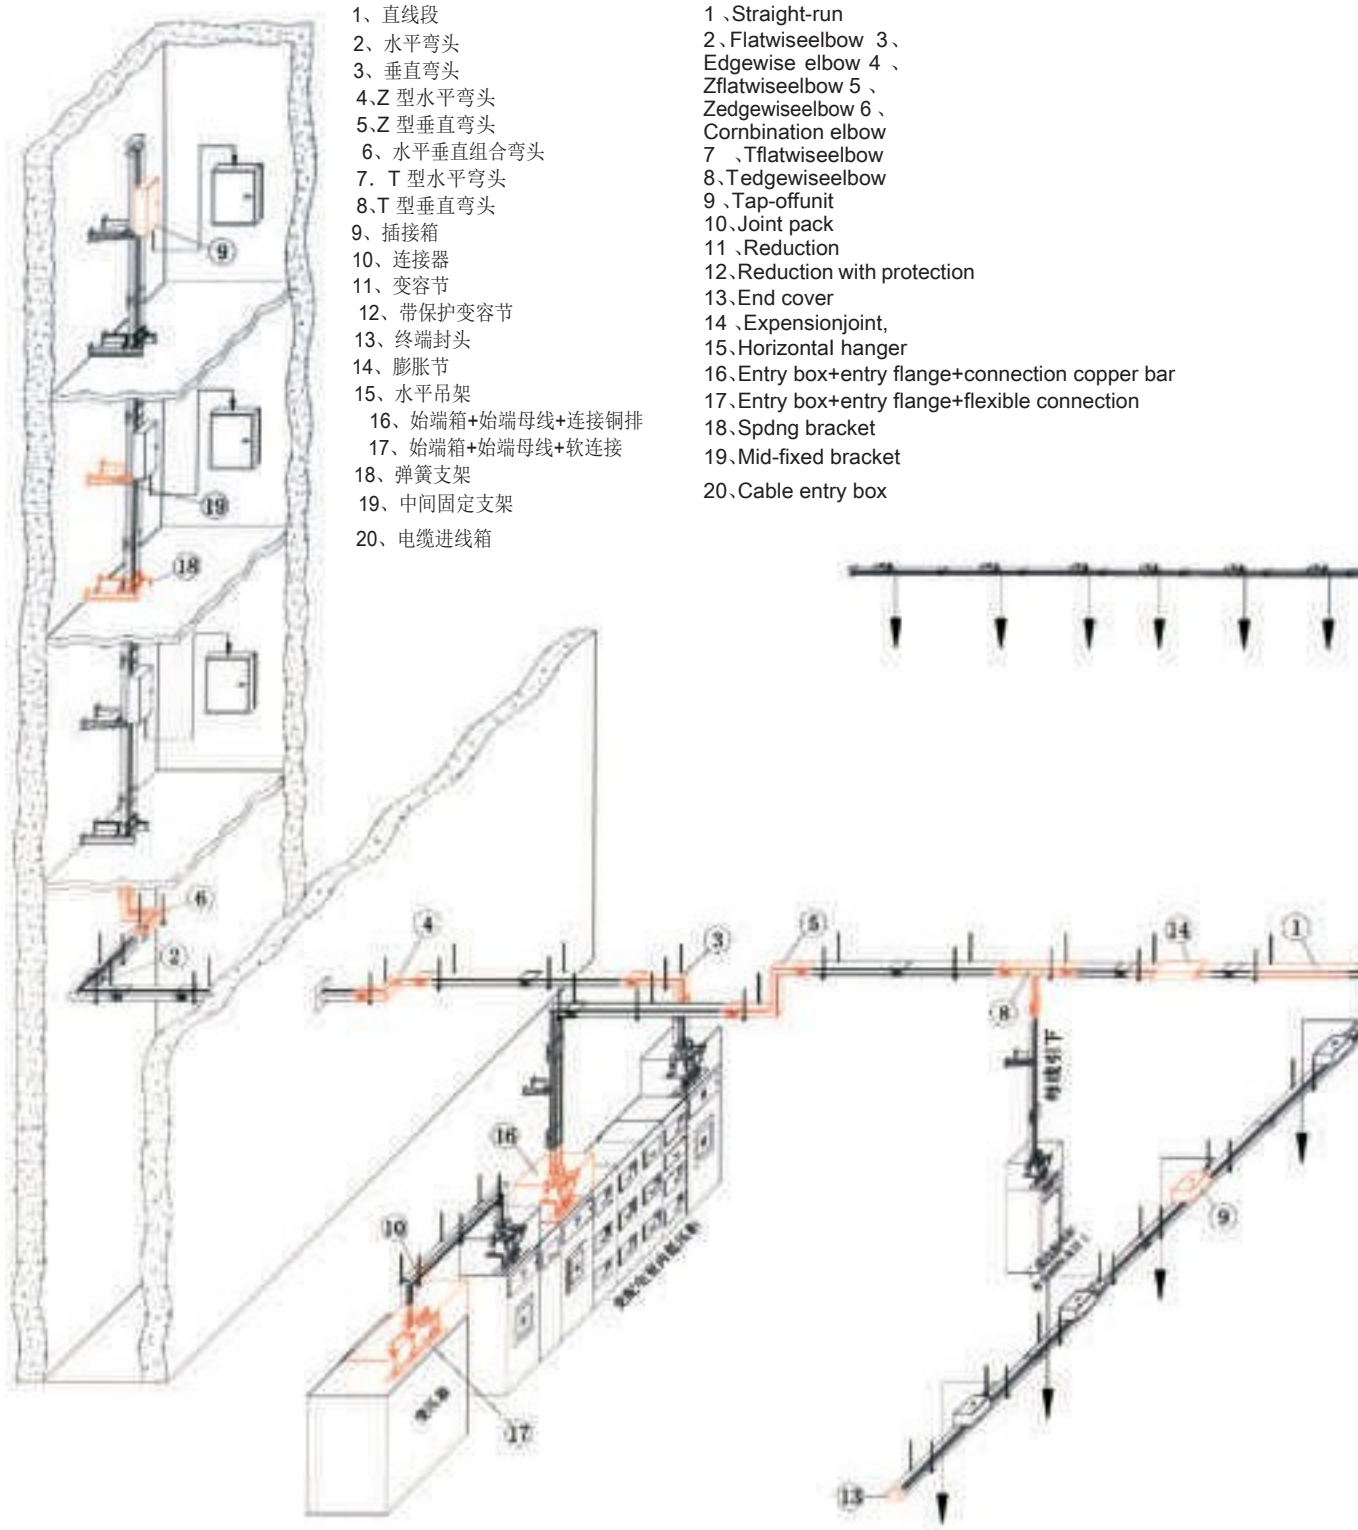 1、直线段
2、水平弯头
3、垂直弯头
4、Z 型水平弯头
5、Z 型垂直弯头
6、水平垂直组合弯头
7. T 型水平弯头
8、T 型垂直弯头
9、插接箱
10、连接器
11、变容节
12、带保护变容节
13、终端封头
14、膨胀节
15、水平吊架
16、始端箱+始端母线+连接铜排
17、始端箱+始端母线+软连接
18、弹簧支架
19、中间固定支架
20、电缆进线箱
1 、Straight-run
2、Flatwiseelbow 3、
Edgewise elbow 4 、
Zflatwiseelbow 5 、
Zedgewiseelbow 6 、
Cornbination elbow
7 、Tflatwiseelbow
8、Tedgewiseelbow
9 、Tap-offunit
10、Joint pack
11 、Reduction
12、Reduction with protection
13、End cover
14 、Expensionjoint,
15、Horizontal hanger
16、Entry box+entry flange+connection copper bar
17、Entry box+entry flange+flexible connection
18、Spdng bracket
19、Mid-fixed bracket
20、Cable entry box
9
19
18
6
2
4
3
5
14
1
8
母线引下
16
10
9
变压器
17
13